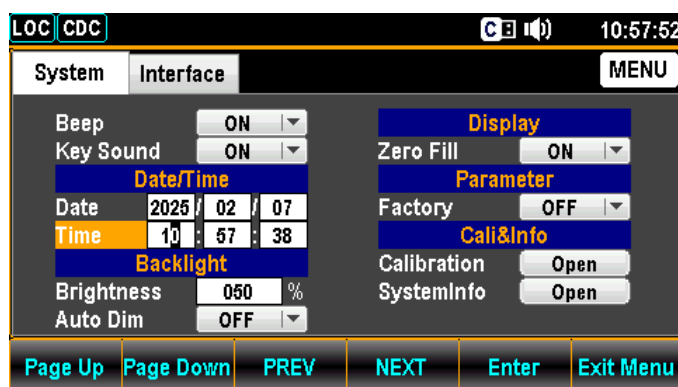 LOC CDC C 10:57:52
System Interface MENU
Beep ON
Key Sound ON
Date/Time
Date 2025 / 02 / 07
Time 10 : 57 : 38
Backlight
Brightness 050 %
Auto Dim OFF
Display
Zero Fill ON
Parameter
Factory OFF
Cali&Info
Calibration Open
SystemInfo Open
Page Up Page Down PREV NEXT Enter Exit Menu